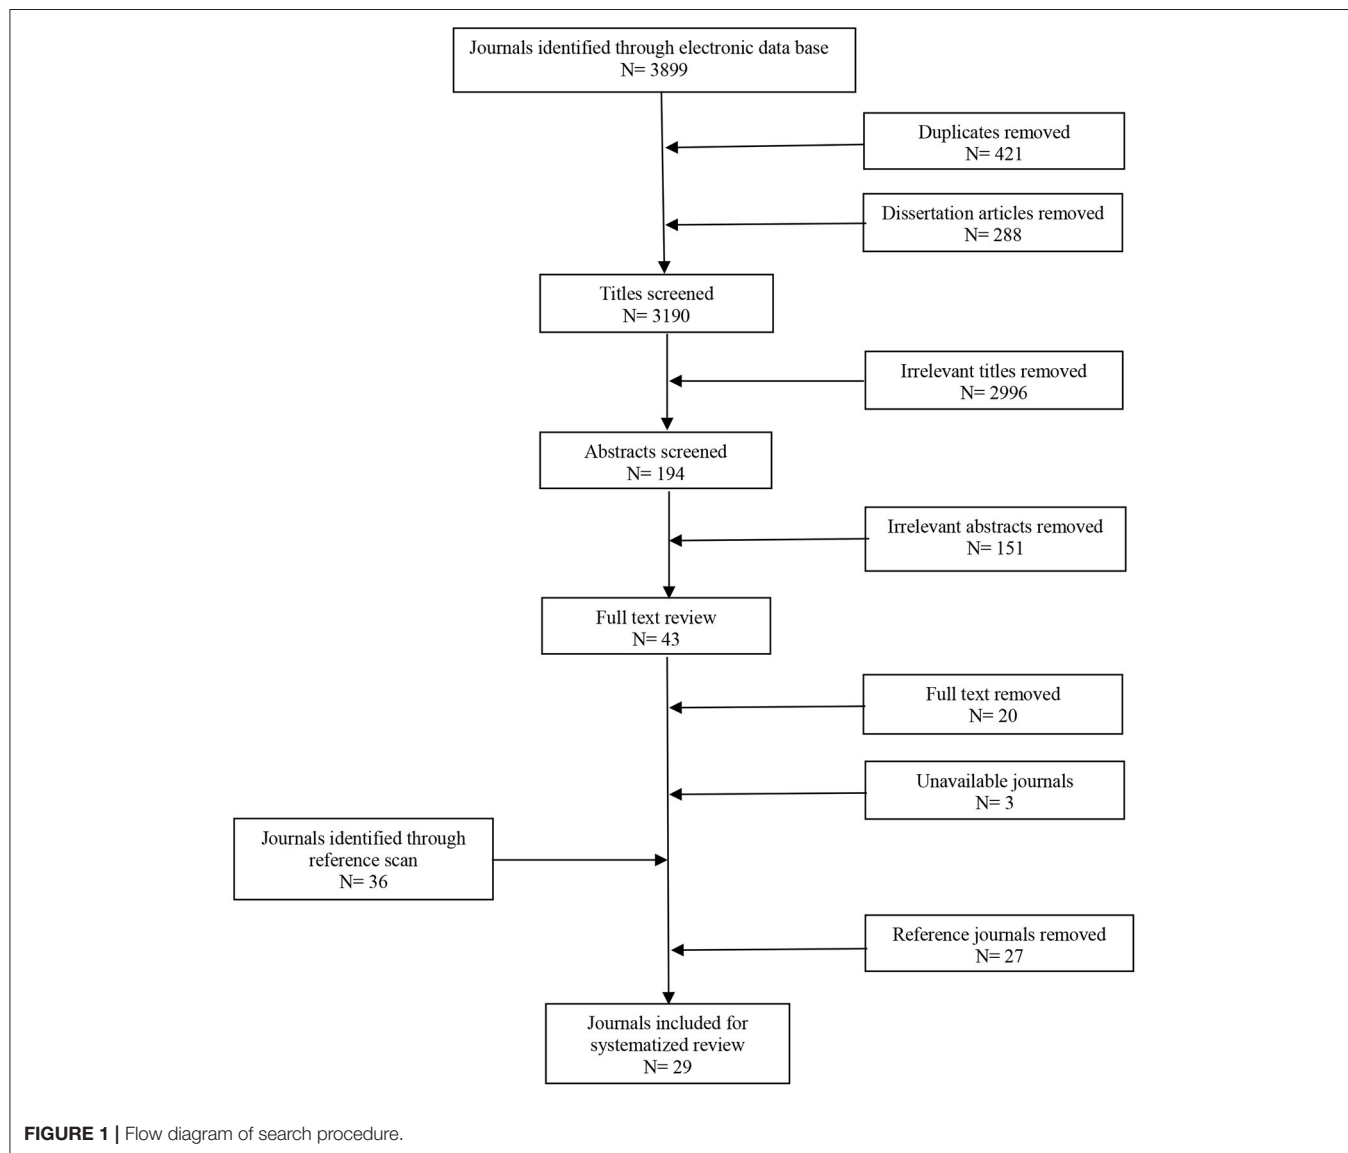 Journals identified through electronic data base
N= 3899
Duplicates removed
N= 421
Dissertation articles removed
N= 288
Titles screened
N= 3190
Irrelevant titles removed
N= 2996
Abstracts screened
N= 194
Irrelevant abstracts removed
N= 151
Full text review
N= 43
Full text removed
N= 20
Unavailable journals
N= 3
Journals identified through
reference scan
N= 36
Reference journals removed
N= 27
Journals included for
systematized review
N= 29
FIGURE 1 | Flow diagram of search procedure.